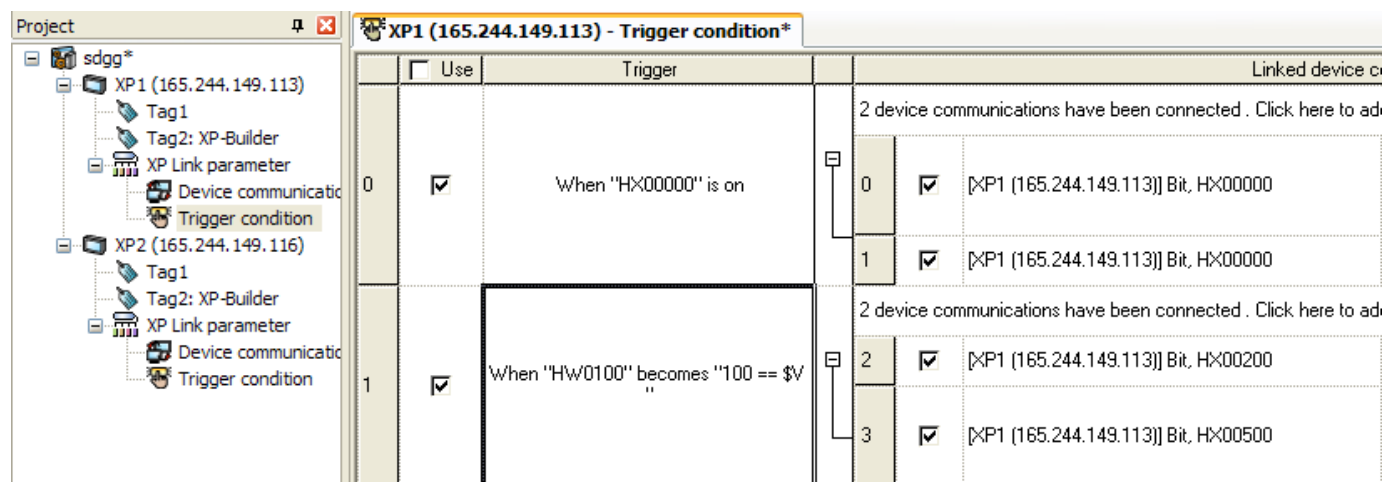 Project
sdgg*
XP1 (165.244.149.113)
Tag1
Tag2: XP-Builder
XP Link parameter
Device communicatic
Trigger condition
XP2 (165.244.149.116)
Tag1
Tag2: XP-Builder
XP Link parameter
Device communicatic
Trigger condition
XP1 (165.244.149.113) - Trigger condition*
Use Trigger Linked device c
0 When "HX00000" is on
2 device communications have been connected . Click here to ad
0 [XP1 (165.244.149.113)] Bit, HX00000
1 [XP1 (165.244.149.113)] Bit, HX00000
1 When "HW0100" becomes "100 == $V
"
2 device communications have been connected . Click here to ad
2 [XP1 (165.244.149.113)] Bit, HX00200
3 [XP1 (165.244.149.113)] Bit, HX00500